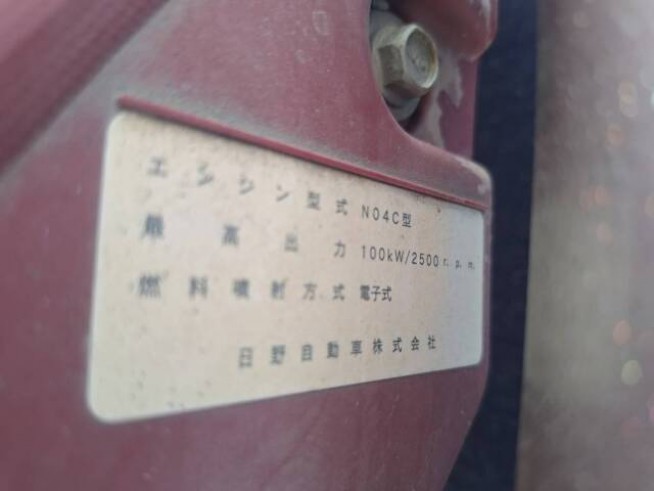 エンジン型式 N04C型
最高出力 100kW/2500 r.p.m.
燃料噴射方式 電子式
日野自動車株式会社